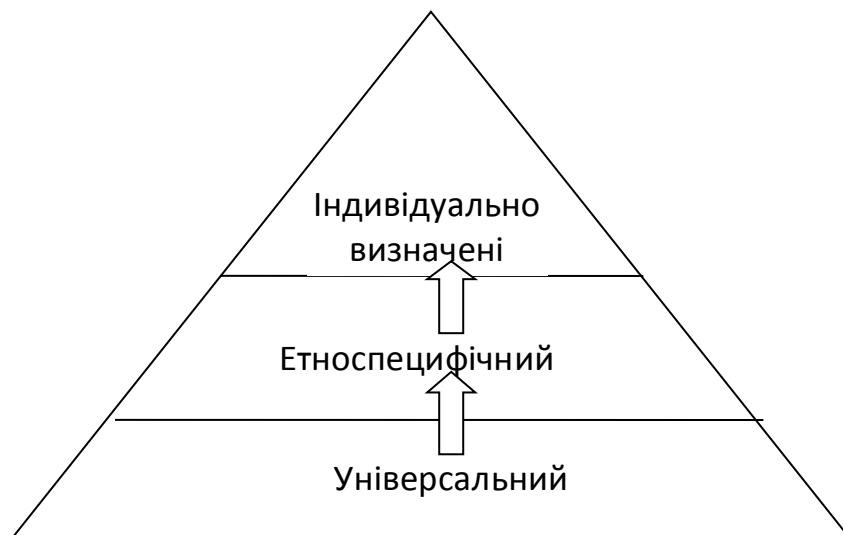 Індивідуально
визначені
Етноспецифічний
Універсальний